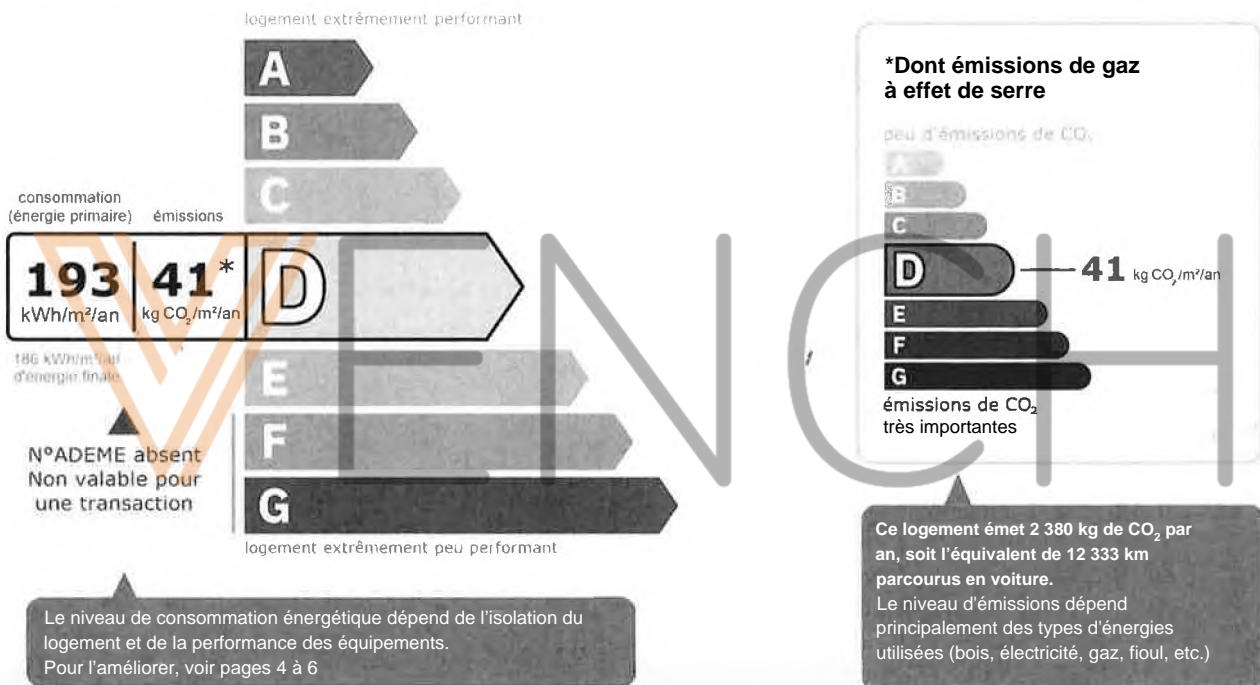 logement extrêmement performant
A
B
C
consommation
(énergie primaire) émissions
193 41* D
kWh/m²/an kg CO₂/m²/an
186 kWh/m²/an
d'énergie finale
E
N°ADEME absent
Non valable pour
une transaction
F
G
logement extrêmement peu performant
Le niveau de consommation énergétique dépend de l'isolation du
logement et de la performance des équipements.
Pour l'améliorer, voir pages 4 à 6
*Dont émissions de gaz
à effet de serre
peu d'émissions de CO₂
A
B
C
D 41 kg CO₂/m²/an
E
F
G
émissions de CO₂
très importantes
Ce logement émet 2 380 kg de CO₂ par
an, soit l'équivalent de 12 333 km
parcourus en voiture.
Le niveau d'émissions dépend
principalement des types d'énergies
utilisées (bois, électricité, gaz, fioul, etc.)
VENCH